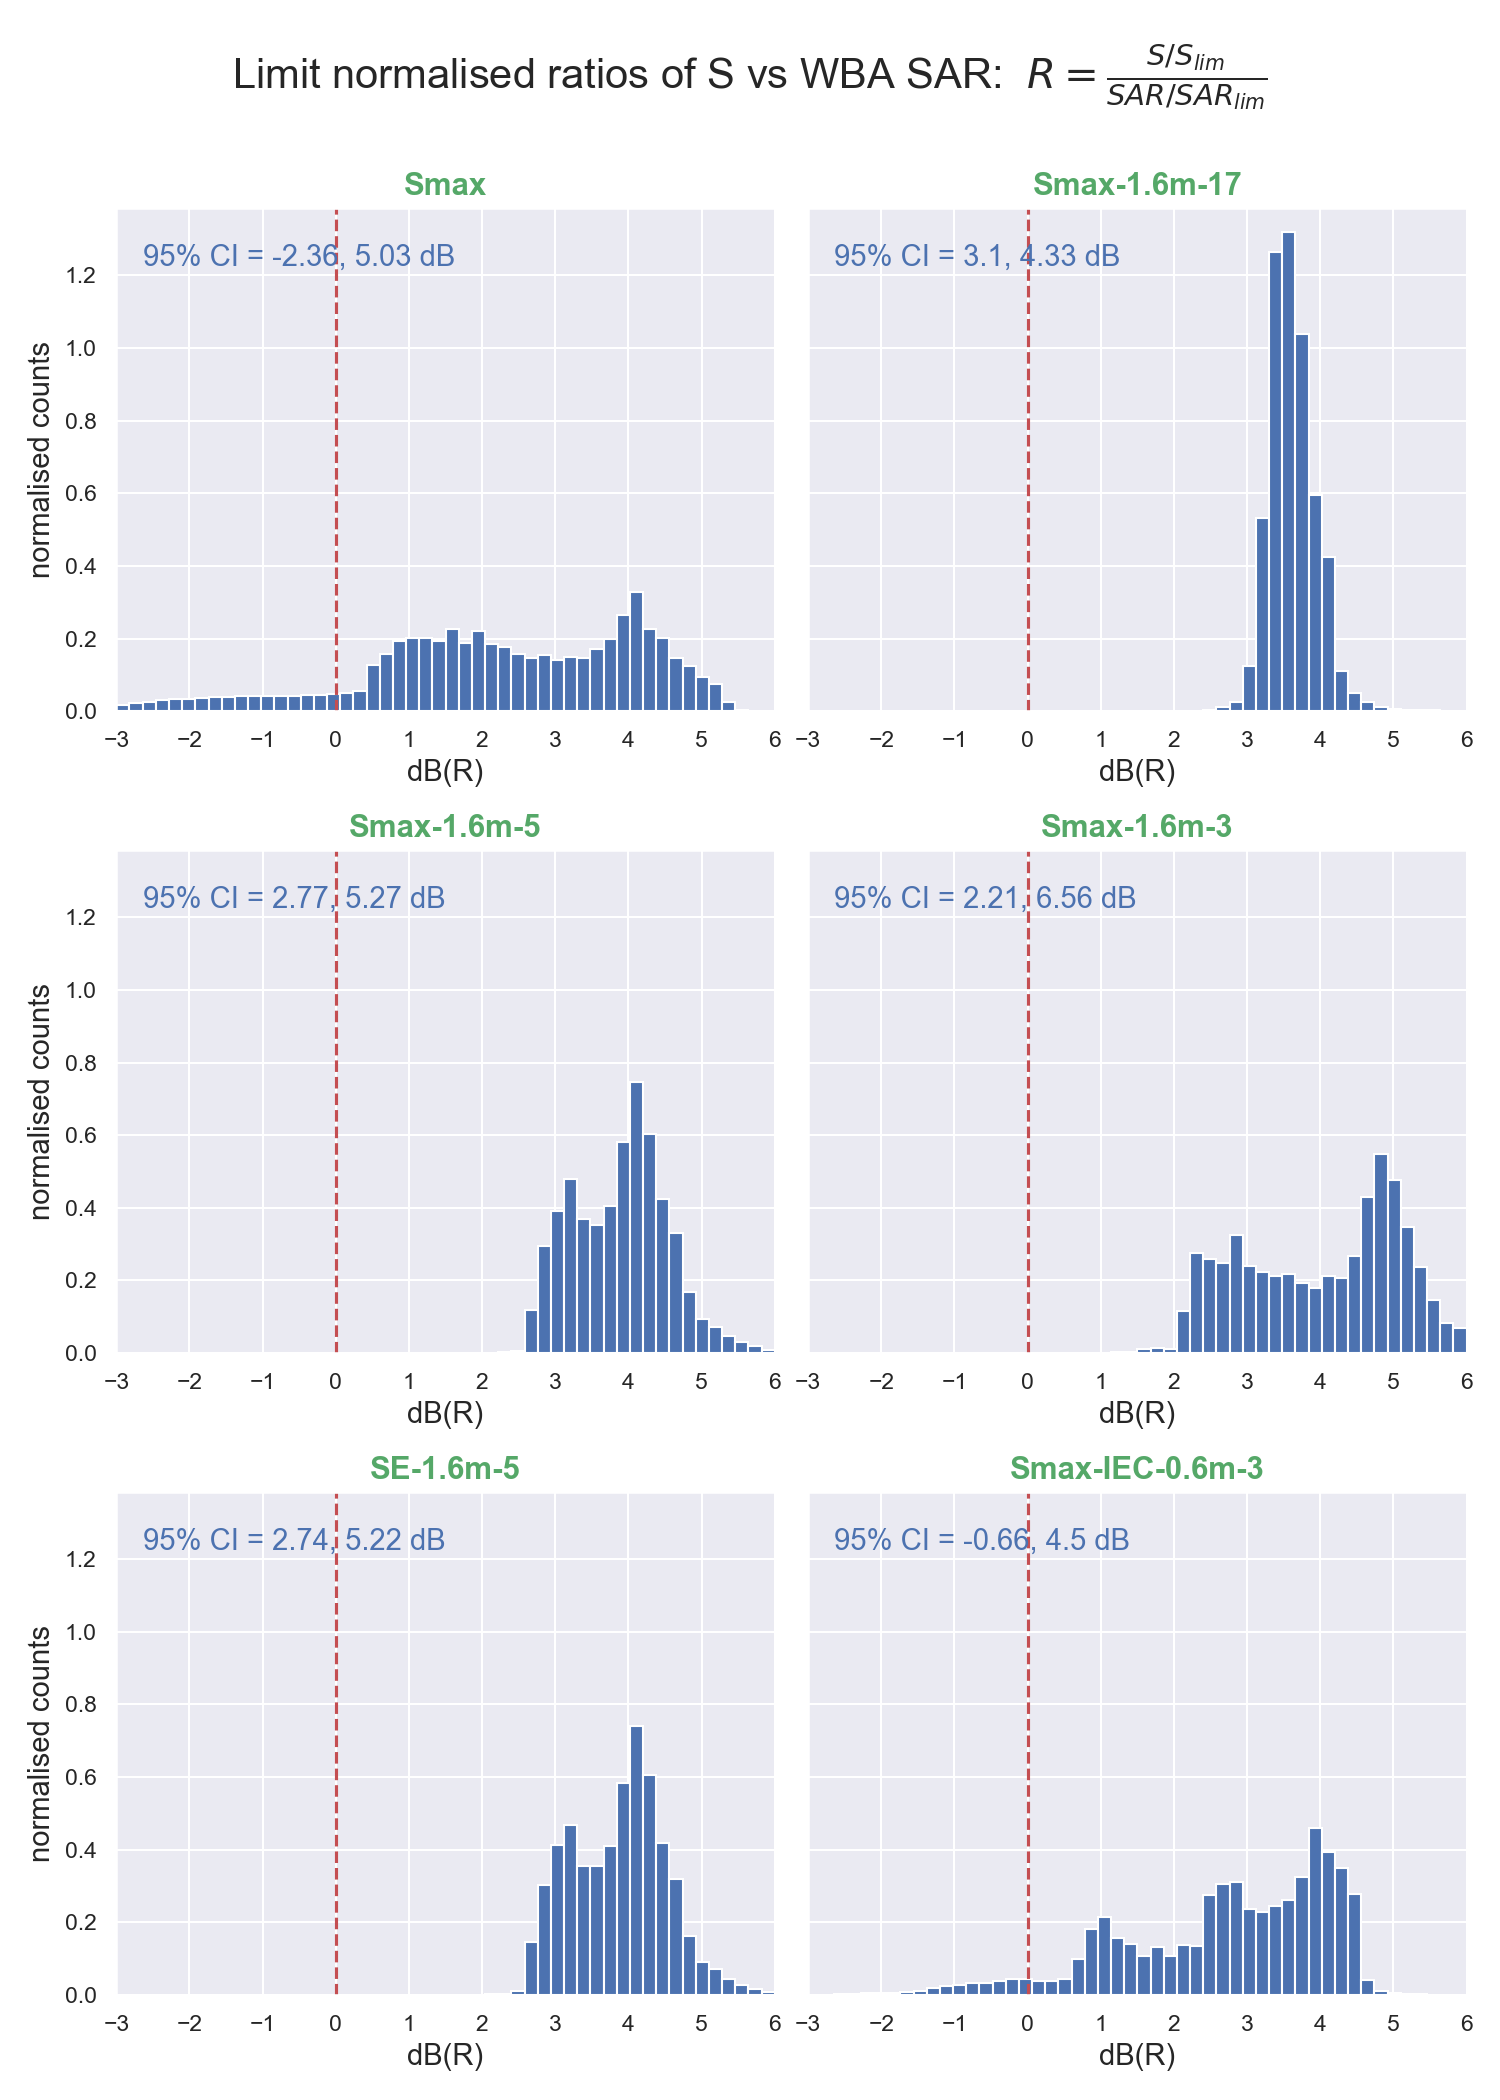 Limit normalised ratios of S vs WBA SAR: R = \frac{S/S_{lim}}{SAR/SAR_{lim}}
Smax
95% CI = -2.36, 5.03 dB
normalised counts
1.2
1.0
0.8
0.6
0.4
0.2
0.0
−3 −2 −1 0 1 2 3 4 5 6
dB(R)
Smax-1.6m-17
95% CI = 3.1, 4.33 dB
−3 −2 −1 0 1 2 3 4 5 6
dB(R)
Smax-1.6m-5
95% CI = 2.77, 5.27 dB
normalised counts
1.2
1.0
0.8
0.6
0.4
0.2
0.0
−3 −2 −1 0 1 2 3 4 5 6
dB(R)
Smax-1.6m-3
95% CI = 2.21, 6.56 dB
−3 −2 −1 0 1 2 3 4 5 6
dB(R)
SE-1.6m-5
95% CI = 2.74, 5.22 dB
normalised counts
1.2
1.0
0.8
0.6
0.4
0.2
0.0
−3 −2 −1 0 1 2 3 4 5 6
dB(R)
Smax-IEC-0.6m-3
95% CI = -0.66, 4.5 dB
−3 −2 −1 0 1 2 3 4 5 6
dB(R)